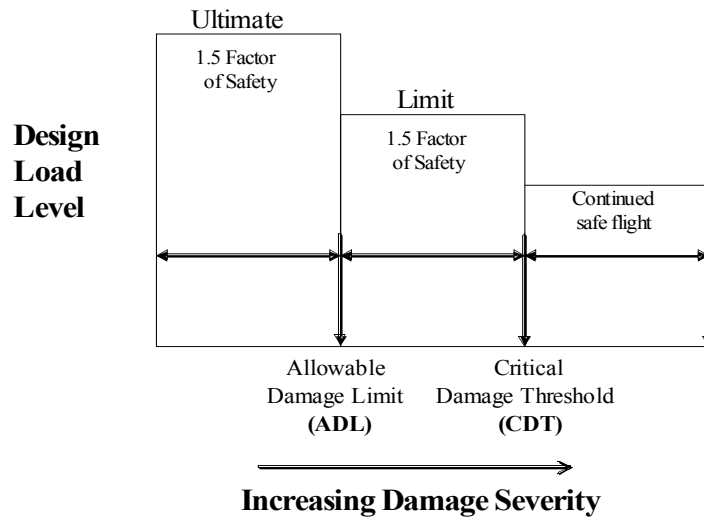 Ultimate
1.5 Factor
of Safety
Limit
1.5 Factor
of Safety
Design
Load
Level
Continued
safe flight
Allowable
Damage Limit
(ADL)
Critical
Damage Threshold
(CDT)
Increasing Damage Severity